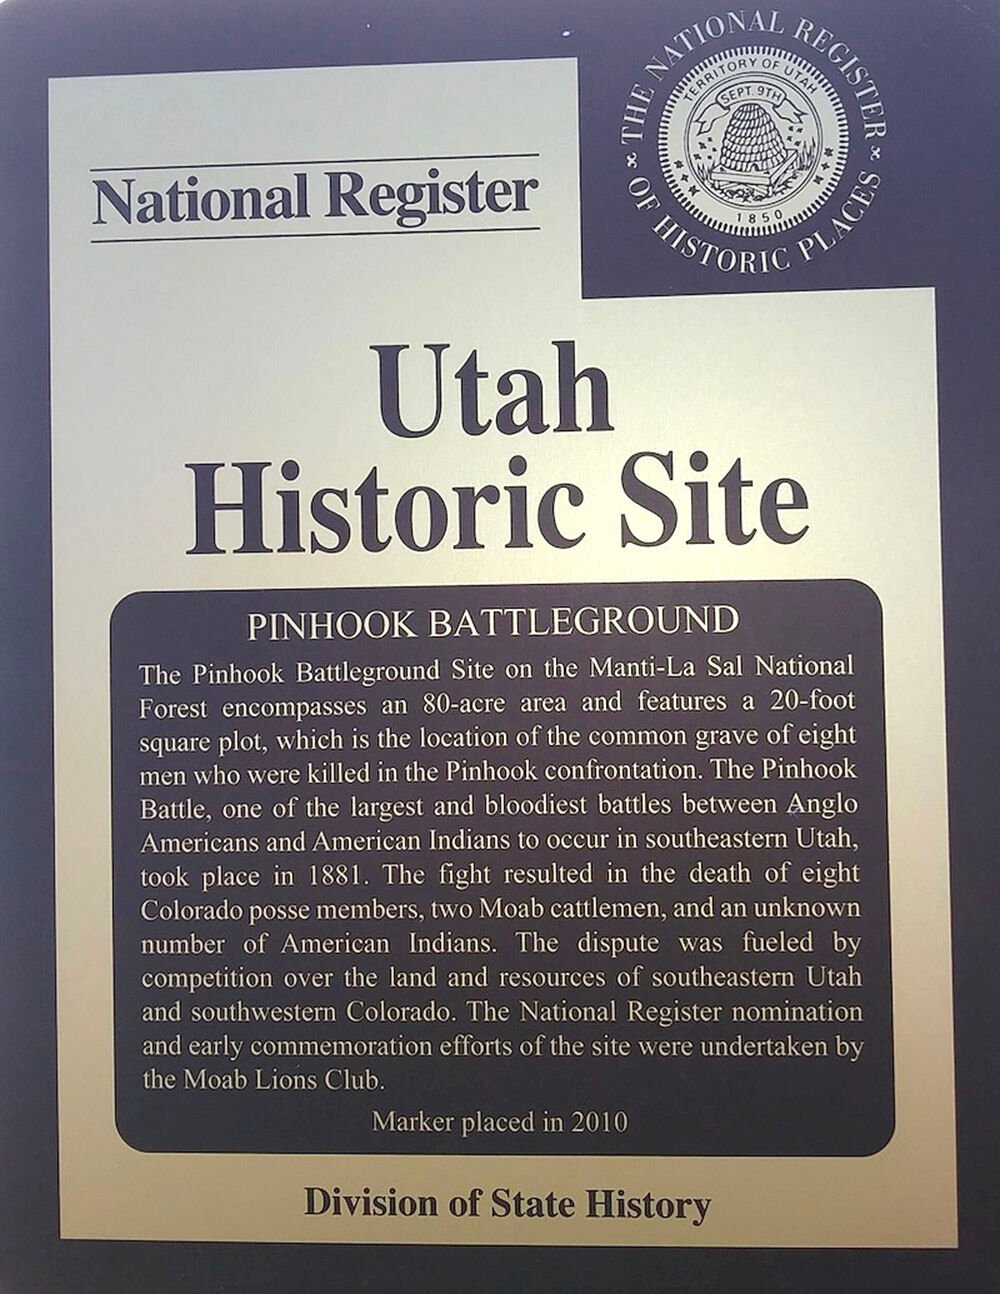 THE NATIONAL REGISTER
OF HISTORIC PLACES
TERRITORY OF UTAH
SEPT. 9TH
1850
National Register
Utah
Historic Site
PINHOOK BATTLEGROUND
The Pinhook Battleground Site on the Manti-La Sal National
Forest encompasses an 80-acre area and features a 20-foot
square plot, which is the location of the common grave of eight
men who were killed in the Pinhook confrontation. The Pinhook
Battle, one of the largest and bloodiest battles between Anglo
Americans and American Indians to occur in southeastern Utah,
took place in 1881. The fight resulted in the death of eight
Colorado posse members, two Moab cattlemen, and an unknown
number of American Indians. The dispute was fueled by
competition over the land and resources of southeastern Utah
and southwestern Colorado. The National Register nomination
and early commemoration efforts of the site were undertaken by
the Moab Lions Club.
Marker placed in 2010
Division of State History